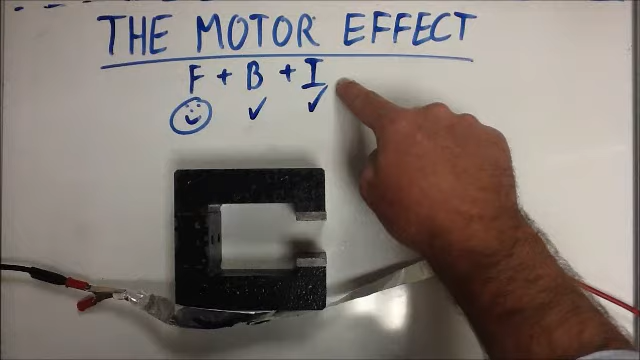 THE MOTOR EFFECT
F + B + I